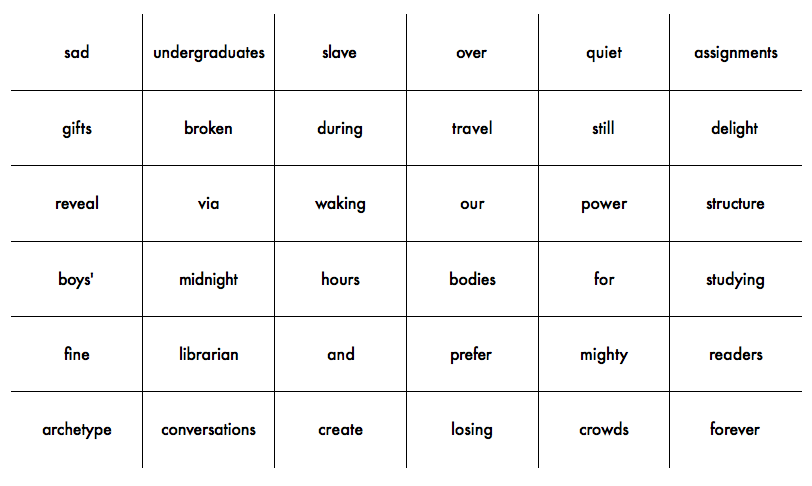 sad undergraduates slave over quiet assignments
gifts broken during travel still delight
reveal via waking our power structure
boys' midnight hours bodies for studying
fine librarian and prefer mighty readers
archetype conversations create losing crowds forever